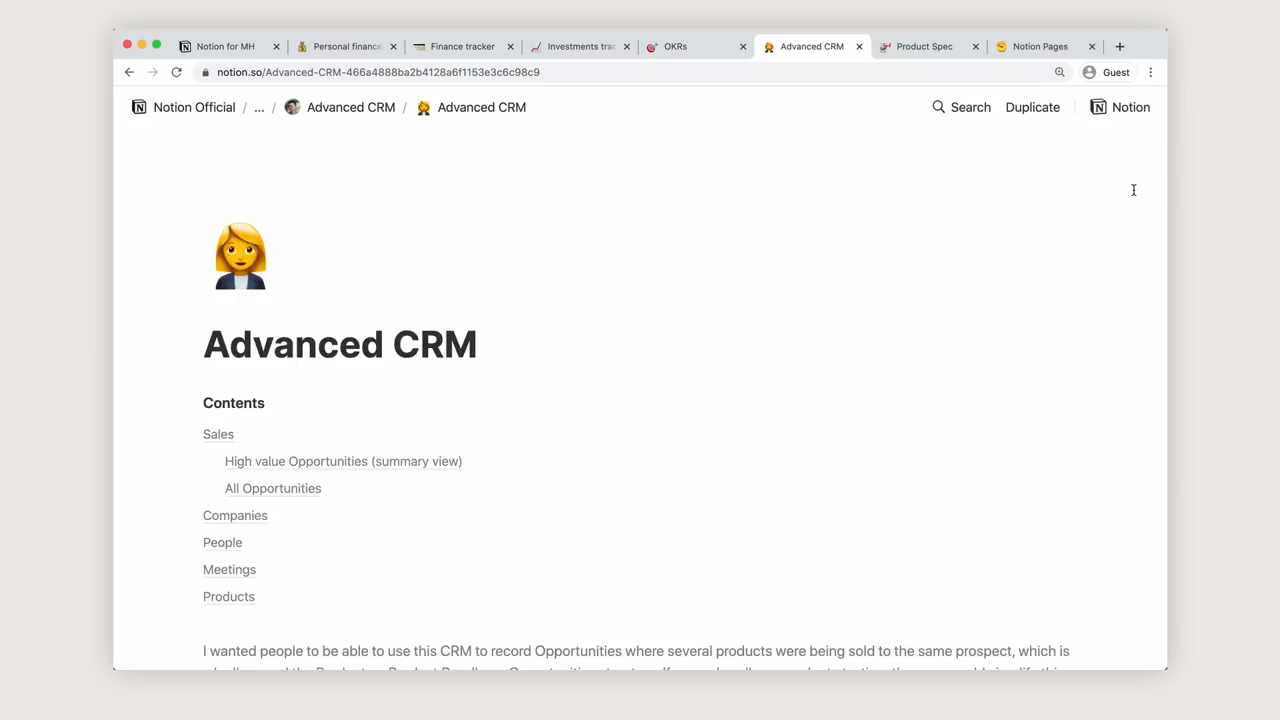 Notion for MH
Personal finance
Finance tracker
Investments trac
OKRs
Advanced CRM
Product Spec
Notion Pages
notion.so/Advanced-CRM-466a4888ba2b4128a6f1153e3c6c98c9
Guest
Notion Official / ... / Advanced CRM / Advanced CRM
Search Duplicate Notion
Advanced CRM
Contents
Sales
High value Opportunities (summary view)
All Opportunities
Companies
People
Meetings
Products
I wanted people to be able to use this CRM to record Opportunities where several products were being sold to the same prospect, which is